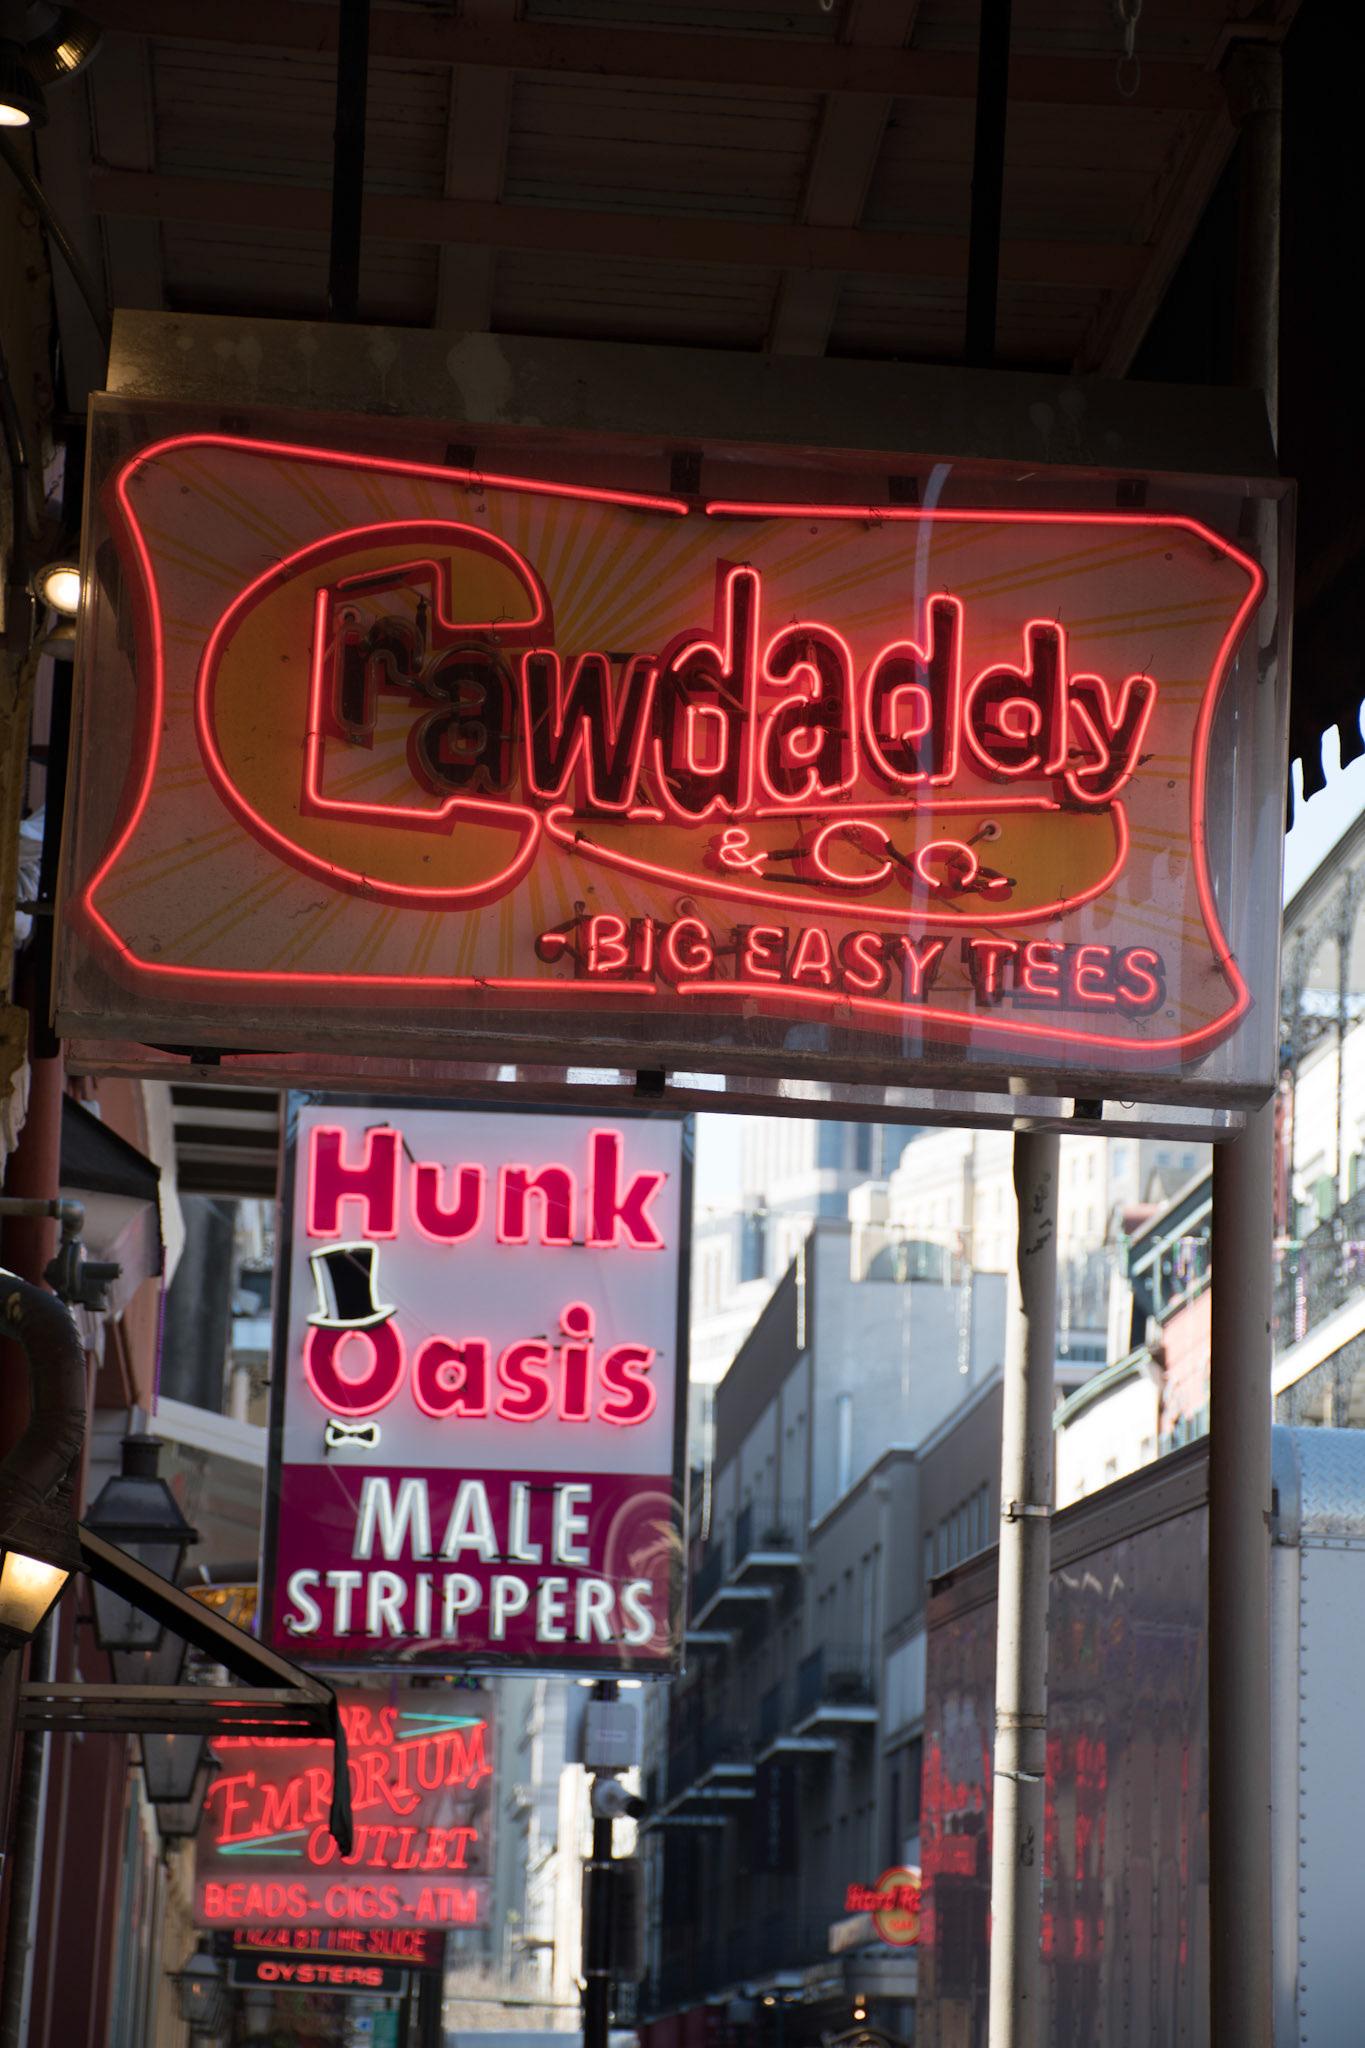 Crawdaddy
& Co.
-BIG EASY TEES
Hunk
Oasis
MALE
STRIPPERS
EMPORIUM
OUTLET
BEADS-CIGS-ATM
PIZZA BY THE SLICE
OYSTERS
Hard